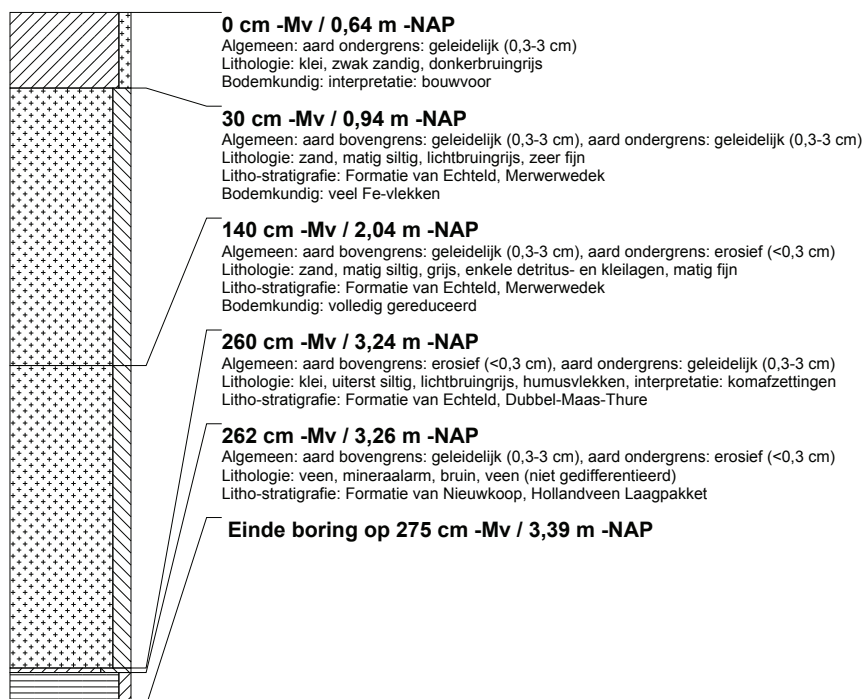 0 cm -Mv / 0,64 m -NAP
Algemeen: aard ondergrens: geleidelijk (0,3-3 cm)
Lithologie: klei, zwak zandig, donkerbruingrijs
Bodemkundig: interpretatie: bouwvoor
30 cm -Mv / 0,94 m -NAP
Algemeen: aard bovengrens: geleidelijk (0,3-3 cm), aard ondergrens: geleidelijk (0,3-3 cm)
Lithologie: zand, matig siltig, lichtbruingrijs, zeer fijn
Litho-stratigrafie: Formatie van Echteld, Merwerwedek
Bodemkundig: veel Fe-vlekken
140 cm -Mv / 2,04 m -NAP
Algemeen: aard bovengrens: geleidelijk (0,3-3 cm), aard ondergrens: erosief (<0,3 cm)
Lithologie: zand, matig siltig, grijs, enkele detritus- en kleilagen, matig fijn
Litho-stratigrafie: Formatie van Echteld, Merwerwedek
Bodemkundig: volledig gereduceerd
260 cm -Mv / 3,24 m -NAP
Algemeen: aard bovengrens: erosief (<0,3 cm), aard ondergrens: geleidelijk (0,3-3 cm)
Lithologie: klei, uiterst siltig, lichtbruingrijs, humusvlekken, interpretatie: komafzettingen
Litho-stratigrafie: Formatie van Echteld, Dubbel-Maas-Thure
262 cm -Mv / 3,26 m -NAP
Algemeen: aard bovengrens: geleidelijk (0,3-3 cm), aard ondergrens: erosief (<0,3 cm)
Lithologie: veen, mineraalarm, bruin, veen (niet gedifferentieerd)
Litho-stratigrafie: Formatie van Nieuwkoop, Hollandveen Laagpakket
Einde boring op 275 cm -Mv / 3,39 m -NAP